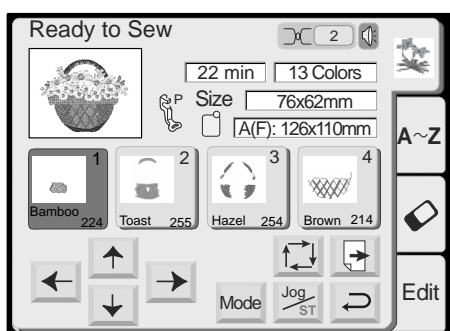 Ready to Sew
2
22 min
13 Colors
P
Size
76x62mm
A(F): 126x110mm
A~Z
1
2
3
4
Bamboo 224
Toast 255
Hazel 254
Brown 214
Mode
Jog
ST
Edit